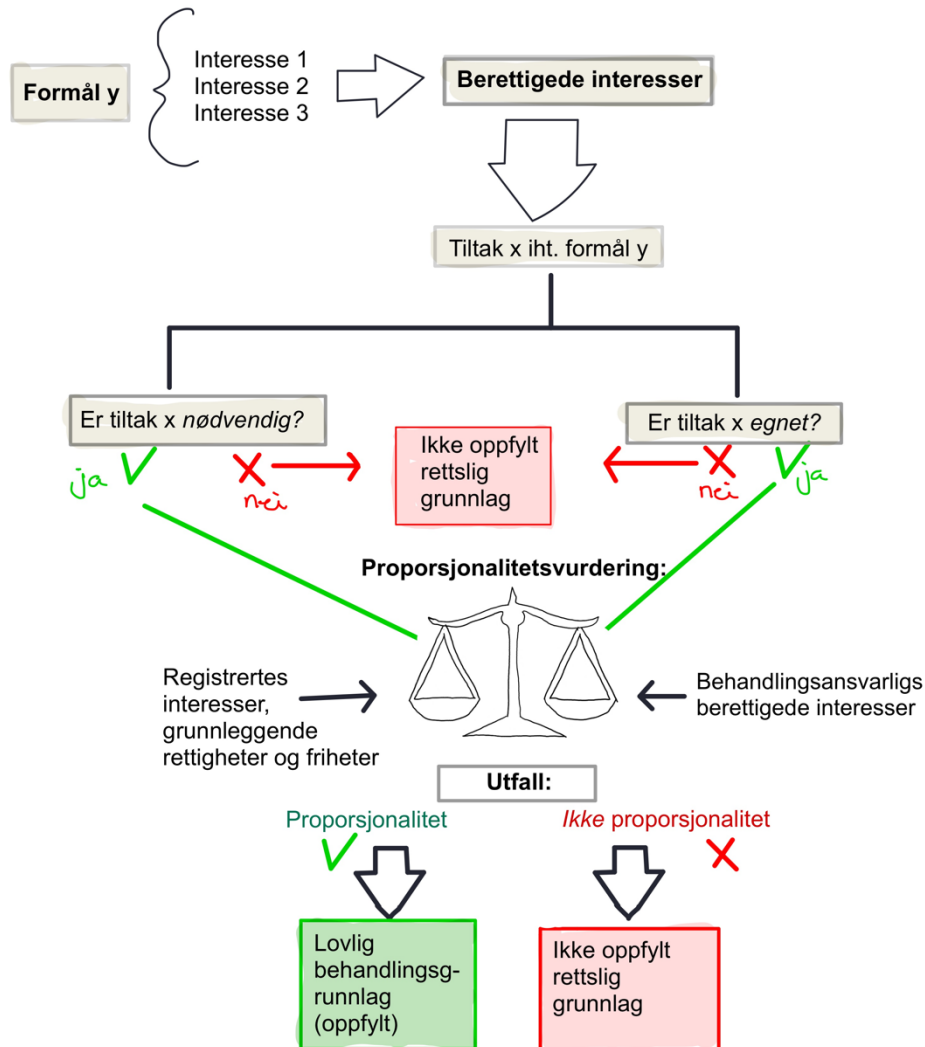 Formål y
Interesse 1
Interesse 2
Interesse 3
Berettigede interesser
Tiltak x iht. formål y
Er tiltak x nødvendig?
Er tiltak x egnet?
ja
nei
Ikke oppfylt
rettslig
grunnlag
nei
ja
Proporsjonalitetsvurdering:
Registrertes
interesser,
grunnleggende
rettigheter og friheter
Behandlingsansvarligs
berettigede interesser
Utfall:
Proporsjonalitet
Ikke proporsjonalitet
Lovlig
behandlingsg-
runnlag
(oppfylt)
Ikke oppfylt
rettslig
grunnlag